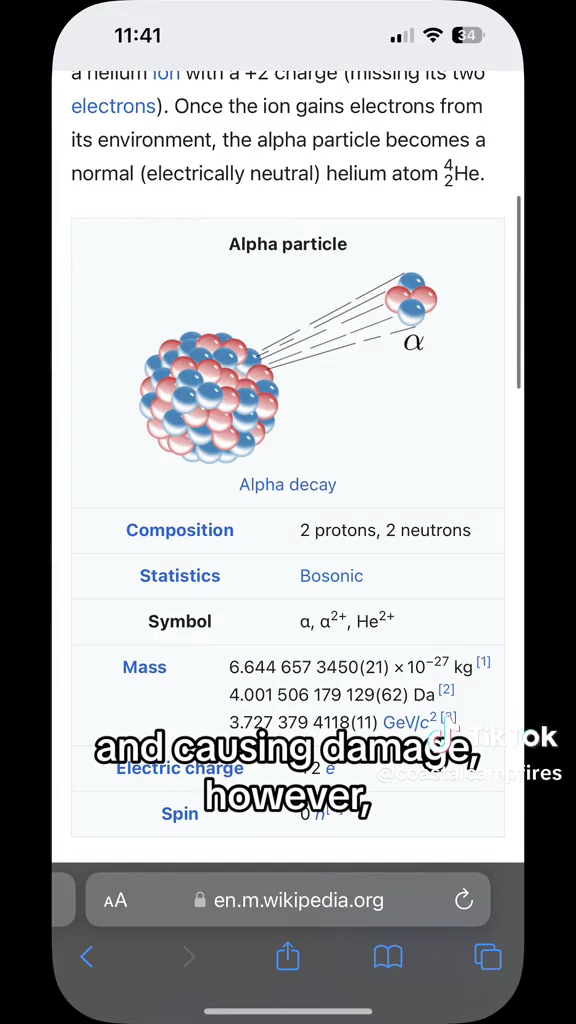 11:41
34
a helium ion with a +2 charge (missing its two
electrons). Once the ion gains electrons from
its environment, the alpha particle becomes a
normal (electrically neutral) helium atom ⁴₂He.
Alpha particle
α
Alpha decay
Composition 2 protons, 2 neutrons
Statistics Bosonic
Symbol α, α²⁺, He²⁺
Mass 6.644 657 3450(21) ×10⁻²⁷ kg [1]
4.001 506 179 129(62) Da [2]
3.727 379 4118(11) GeV/c² [3]
TikTok
and causing damage,
@coastalcampfires
Electric charge +2 e
however,
Spin 0 ħ
AA en.m.wikipedia.org